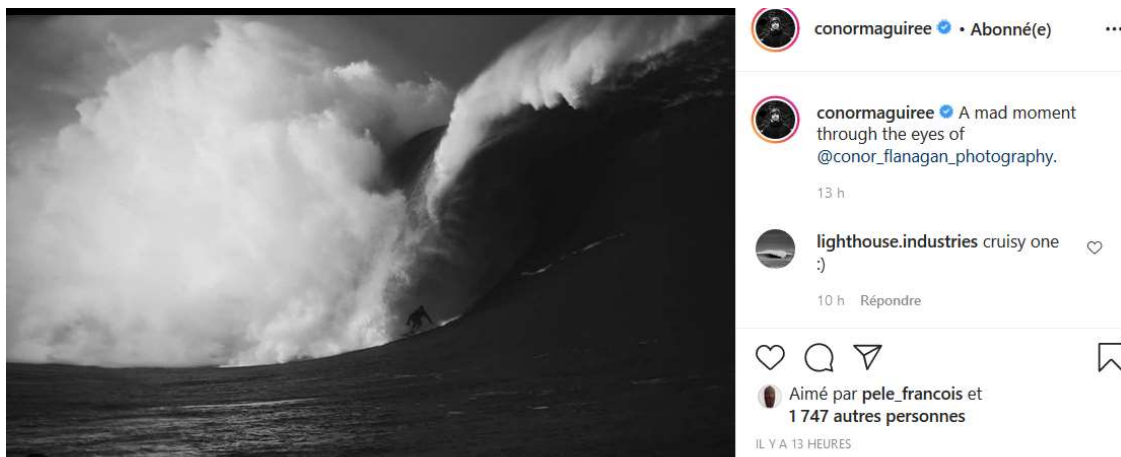 conormaguiree • Abonné(e)
conormaguiree A mad moment
through the eyes of
@conor_flanagan_photography.
13 h
lighthouse.industries cruisy one
:)
10 h Répondre
Aimé par pele_francois et
1 747 autres personnes
IL Y A 13 HEURES